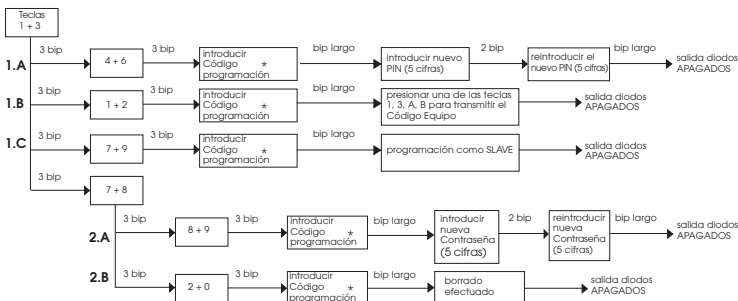 Teclas
1 + 3
3 bip
1.A
4 + 6
3 bip
introducir
Código *
programación
bip largo
introducir nuevo
PIN (5 cifras)
2 bip
reintroducir el
nuevo PIN (5 cifras)
bip largo
salida diodos
APAGADOS
3 bip
1.B
1 + 2
3 bip
introducir
Código *
programación
bip largo
presionar una de las teclas
1, 3, A, B para transmitir el
Código Equipo
salida diodos
APAGADOS
3 bip
1.C
7 + 9
3 bip
introducir
Código *
programación
bip largo
programación como SLAVE
salida diodos
APAGADOS
3 bip
7 + 8
3 bip
2.A
8 + 9
3 bip
introducir
Código *
programación
bip largo
introducir
nueva
Contraseña
(5 cifras)
2 bip
reintroducir
nueva
Contraseña
(5 cifras)
bip largo
salida diodos
APAGADOS
2.B
3 bip
2 + 0
3 bip
introducir
Código *
programación
bip largo
borrado
efectuado
salida diodos
APAGADOS